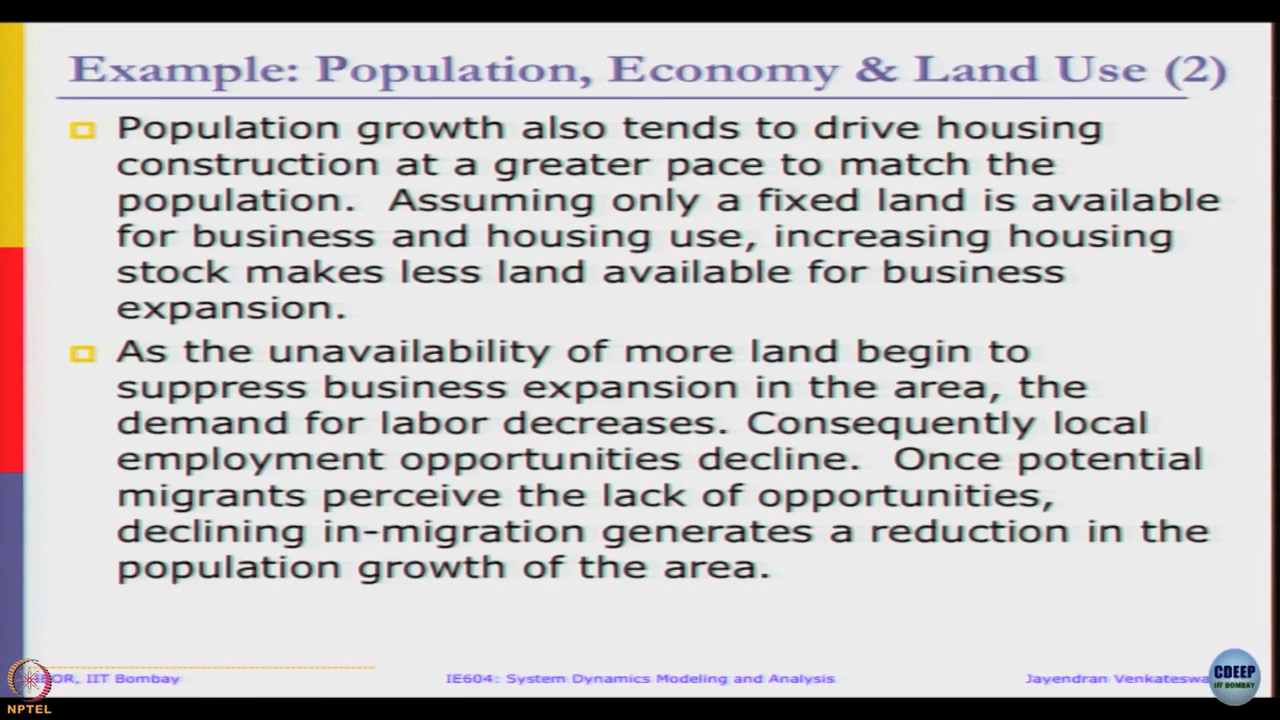 Example: Population, Economy & Land Use (2)
Population growth also tends to drive housing
construction at a greater pace to match the
population. Assuming only a fixed land is available
for business and housing use, increasing housing
stock makes less land available for business
expansion.
As the unavailability of more land begin to
suppress business expansion in the area, the
demand for labor decreases. Consequently local
employment opportunities decline. Once potential
migrants perceive the lack of opportunities,
declining in-migration generates a reduction in the
population growth of the area.
OR, IIT Bombay
IE604: System Dynamics Modeling and Analysis
Jayendran Venkateswa
CDEEP
IIT BOMBAY
NPTEL